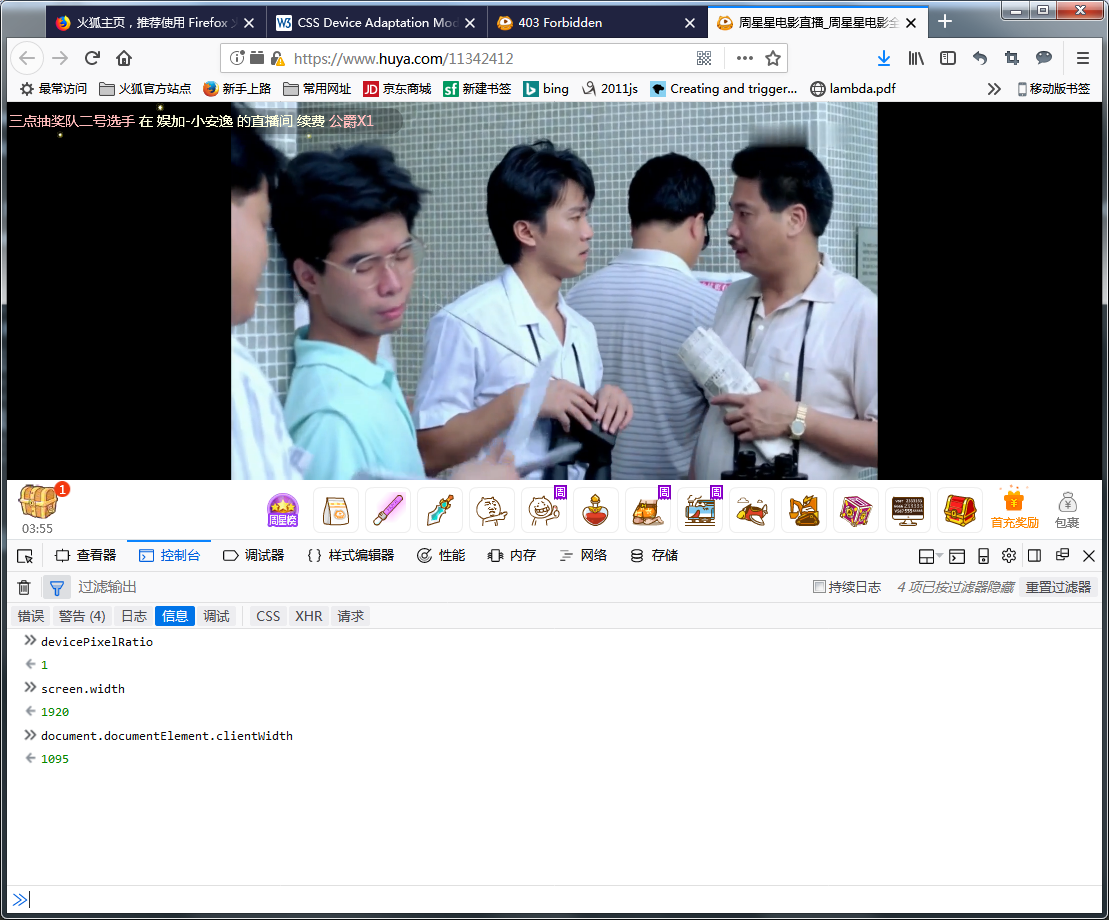 火狐主页，推荐使用 Firefox
CSS Device Adaptation Mod
403 Forbidden
周星星电影直播_周星星电影全
https://www.huya.com/11342412
最常访问 火狐官方站点 新手上路 常用网址 京东商城 新建书签 bing 2011js Creating and trigger... lambda.pdf 移动版书签
三点抽奖队二号选手 在 娱加-小安逸 的直播间 续费 公爵X1
1
03:55
周星榜
周
周
周
首充奖励
包裹
查看器 控制台 调试器 样式编辑器 性能 内存 网络 存储
过滤输出 持续日志 4 项已按过滤器隐藏 重置过滤器
错误 警告 (4) 日志 信息 调试 CSS XHR 请求
devicePixelRatio
1
screen.width
1920
document.documentElement.clientWidth
1095